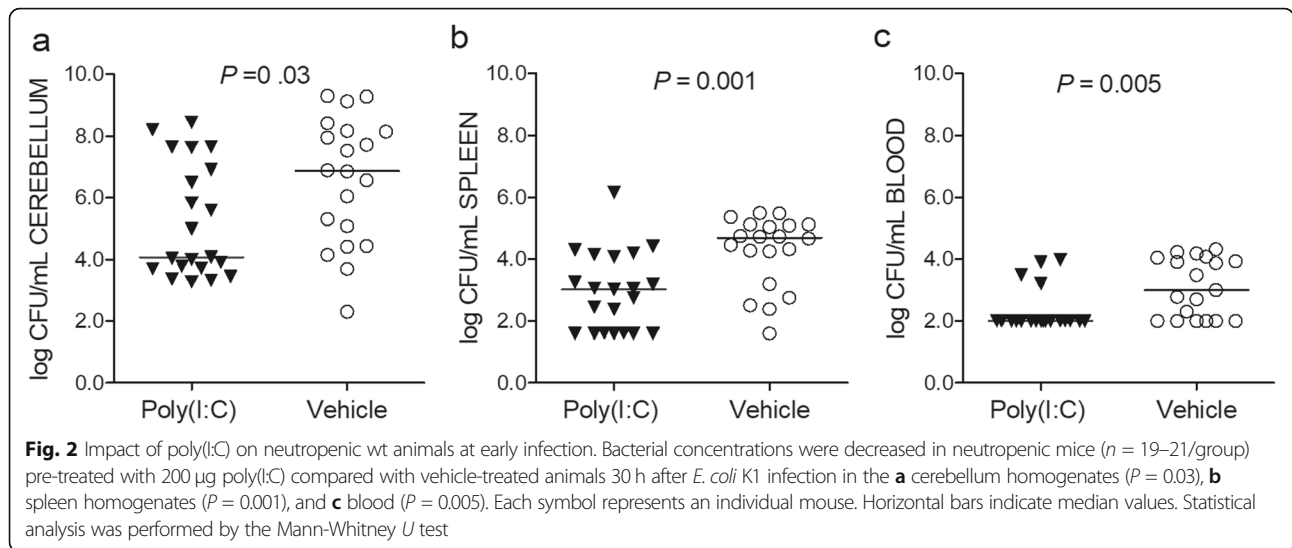 a
b
c
P =0 .03
P = 0.001
P = 0.005
log CFU/mL CEREBELLUM
10.0
8.0
6.0
4.0
2.0
0.0
Poly(I:C)
Vehicle
log CFU/mL SPLEEN
10.0
8.0
6.0
4.0
2.0
0.0
Poly(I:C)
Vehicle
log CFU/mL BLOOD
10.0
8.0
6.0
4.0
2.0
0.0
Poly(I:C)
Vehicle
Fig. 2 Impact of poly(I:C) on neutropenic wt animals at early infection. Bacterial concentrations were decreased in neutropenic mice (n = 19–21/group)
pre-treated with 200 μg poly(I:C) compared with vehicle-treated animals 30 h after E. coli K1 infection in the a cerebellum homogenates (P = 0.03), b
spleen homogenates (P = 0.001), and c blood (P = 0.005). Each symbol represents an individual mouse. Horizontal bars indicate median values. Statistical
analysis was performed by the Mann-Whitney U test